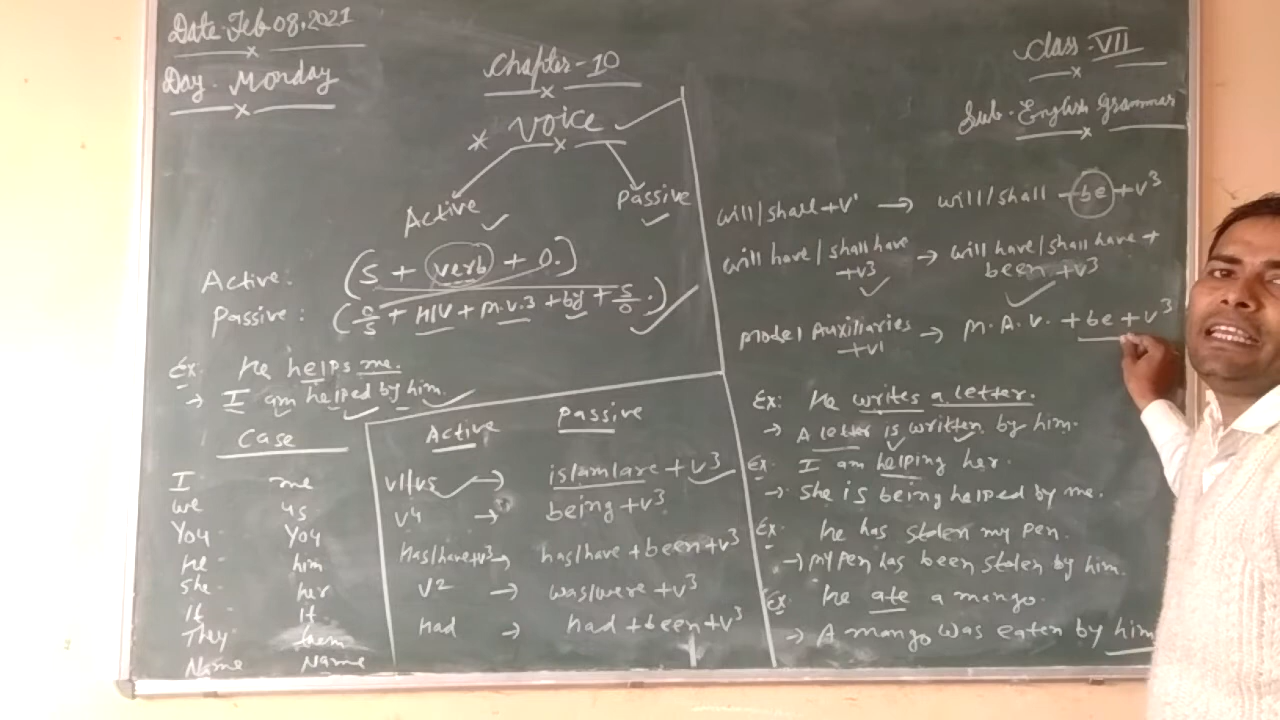 Date. Feb. 08, 2021
Day. Monday
Chapter-10
Class. VII
Sub. English Grammar
* Voice
Active
Passive
Active: (S + verb + O.)
Passive: (O/S + H/V + M.V.3 + by + S/O.)
Ex: He helps me.
→ I am helped by him.
Case
I me
we us
You You
He him
She her
It It
They them
Name Name
Active Passive
v1/v5 → is/am/are + v3
v4 → being + v3
Has/have+v3 → has/have + been + v3
v2 → was/were + v3
Had → had + been + v3
will/shall + v1 → will/shall + be + v3
will have/shall have + v3 → will have/shall have + been + v3
Model Auxiliaries + v1 → M.A.V. + be + v3
Ex: He writes a letter.
→ A letter is written by him.
Ex. I am helping her.
→ She is being helped by me.
Ex. He has stolen my pen.
→ My pen has been stolen by him.
Ex. He ate a mango.
→ A mango was eaten by him